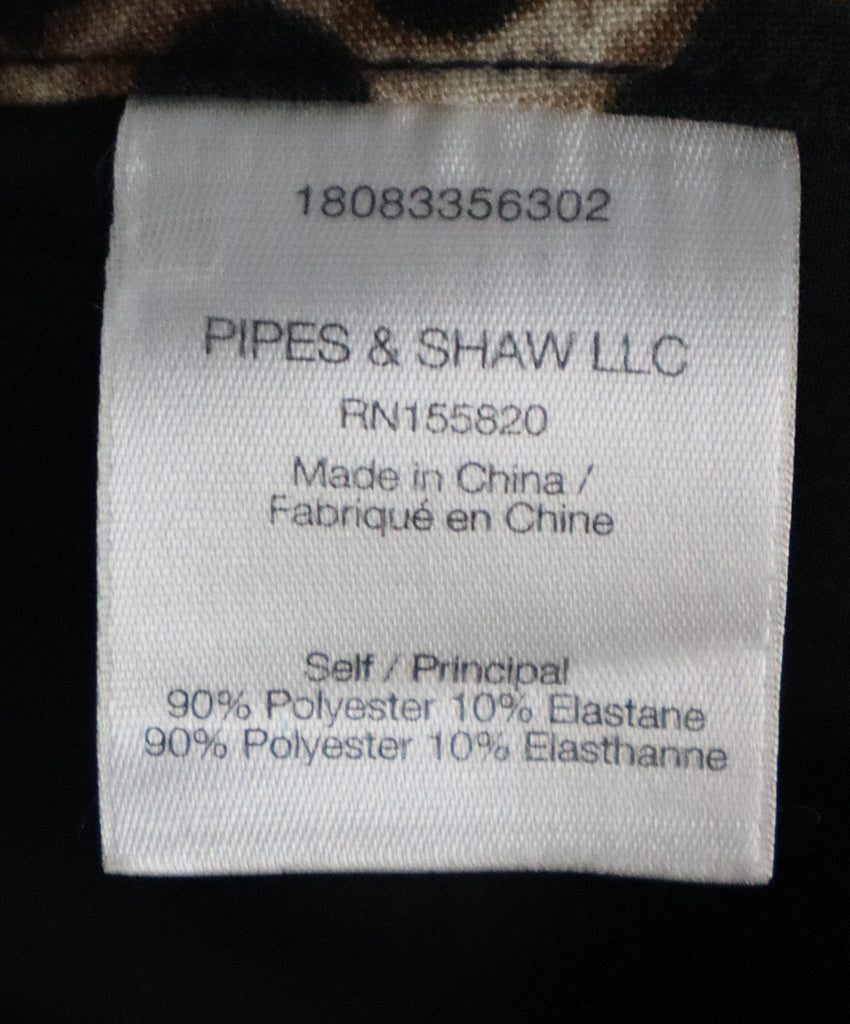 18083356302
PIPES & SHAW LLC
RN155820
Made in China /
Fabriqué en Chine
Self / Principal
90% Polyester 10% Elastane
90% Polyester 10% Elasthanne